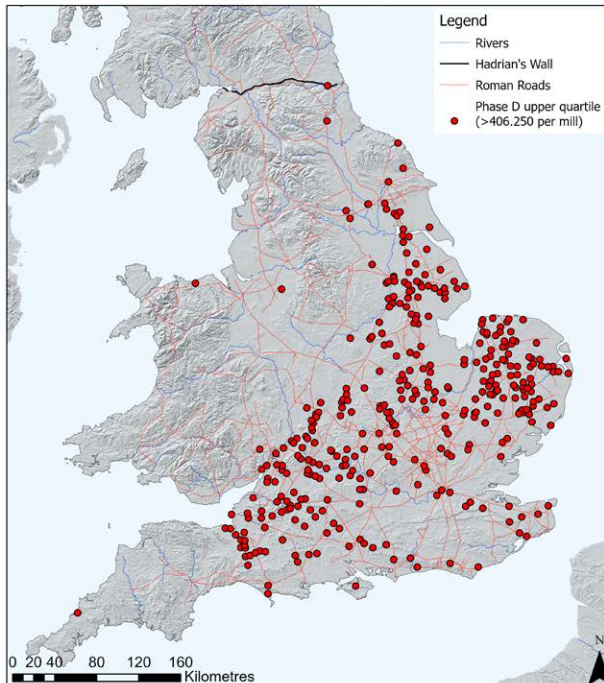 Legend
Rivers
Hadrian's Wall
Roman Roads
Phase D upper quartile
(>406.250 per mill)
N
0 20 40 80 120 160
Kilometres